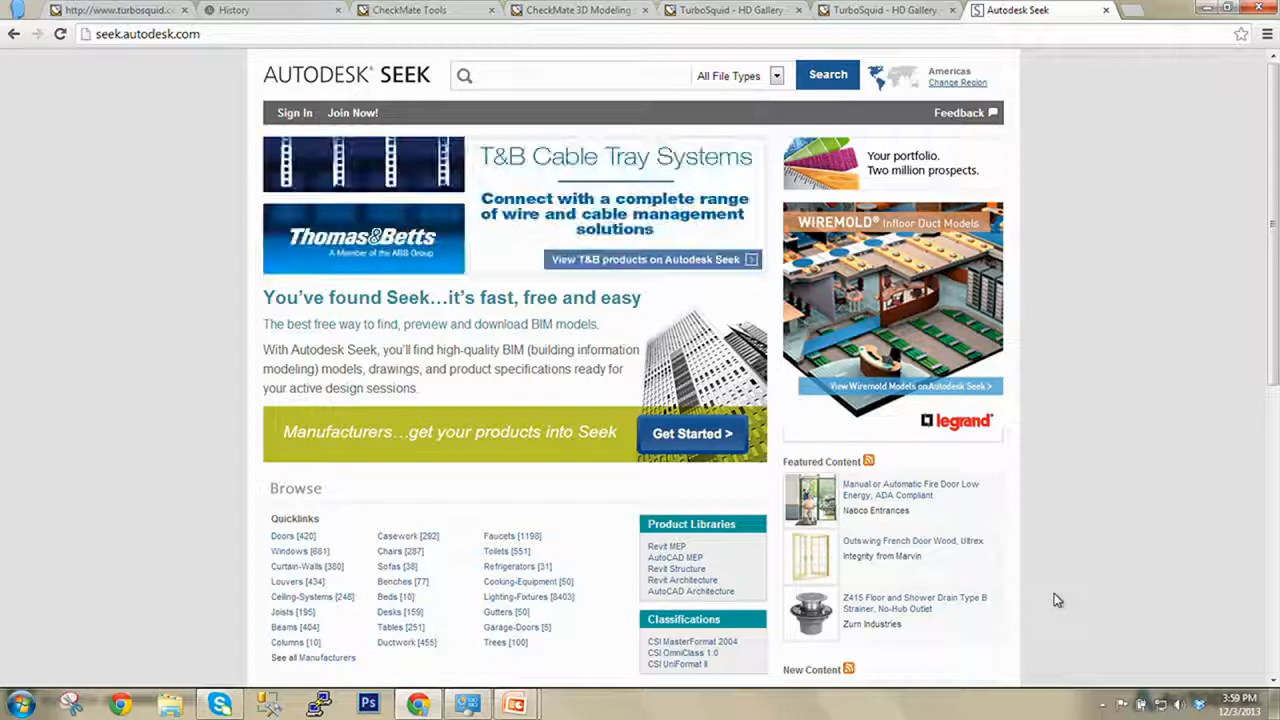 http://www.turbosquid.c
History
CheckMate Tools
CheckMate 3D Modeling
TurboSquid - HD Gallery
TurboSquid - HD Gallery
Autodesk Seek
seek.autodesk.com
AUTODESK® SEEK
All File Types
Search
Americas
Change Region
Sign In
Join Now!
Feedback
T&B Cable Tray Systems
Connect with a complete range
of wire and cable management
solutions
View T&B products on Autodesk Seek
Thomas&Betts
A Member of the ABB Group
Your portfolio.
Two million prospects.
WIREMOLD® Infloor Duct Models
View Wiremold Models on Autodesk Seek >
legrand®
You've found Seek...it's fast, free and easy
The best free way to find, preview and download BIM models.
With Autodesk Seek, you'll find high-quality BIM (building information
modeling) models, drawings, and product specifications ready for
your active design sessions.
Manufacturers...get your products into Seek
Get Started >
Browse
Quicklinks
Doors [420]
Windows [681]
Curtain-Walls [380]
Louvers [434]
Ceiling-Systems [248]
Joists [195]
Beams [404]
Columns [10]
See all Manufacturers
Casework [292]
Chairs [287]
Sofas [38]
Benches [77]
Beds [10]
Desks [159]
Tables [251]
Ductwork [455]
Faucets [1198]
Toilets [551]
Refrigerators [31]
Cooking-Equipment [50]
Lighting-Fixtures [8403]
Gutters [50]
Garage-Doors [5]
Trees [100]
Product Libraries
Revit MEP
AutoCAD MEP
Revit Structure
Revit Architecture
AutoCAD Architecture
Classifications
CSI MasterFormat 2004
CSI OmniClass 1.0
CSI UniFormat II
Featured Content
Manual or Automatic Fire Door Low
Energy, ADA Compliant
Nabco Entrances
Outswing French Door Wood, Ultrex
Integrity from Marvin
Z415 Floor and Shower Drain Type B
Strainer, No-Hub Outlet
Zurn Industries
New Content
Ps
3:59 PM
12/3/2013